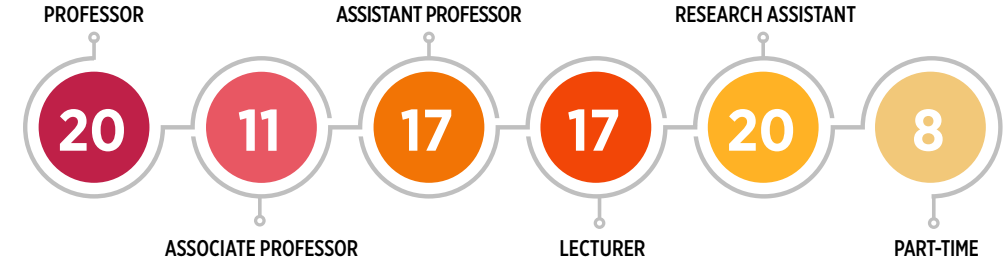 PROFESSOR
ASSISTANT PROFESSOR
RESEARCH ASSISTANT
20
11
17
17
20
8
ASSOCIATE PROFESSOR
LECTURER
PART-TIME